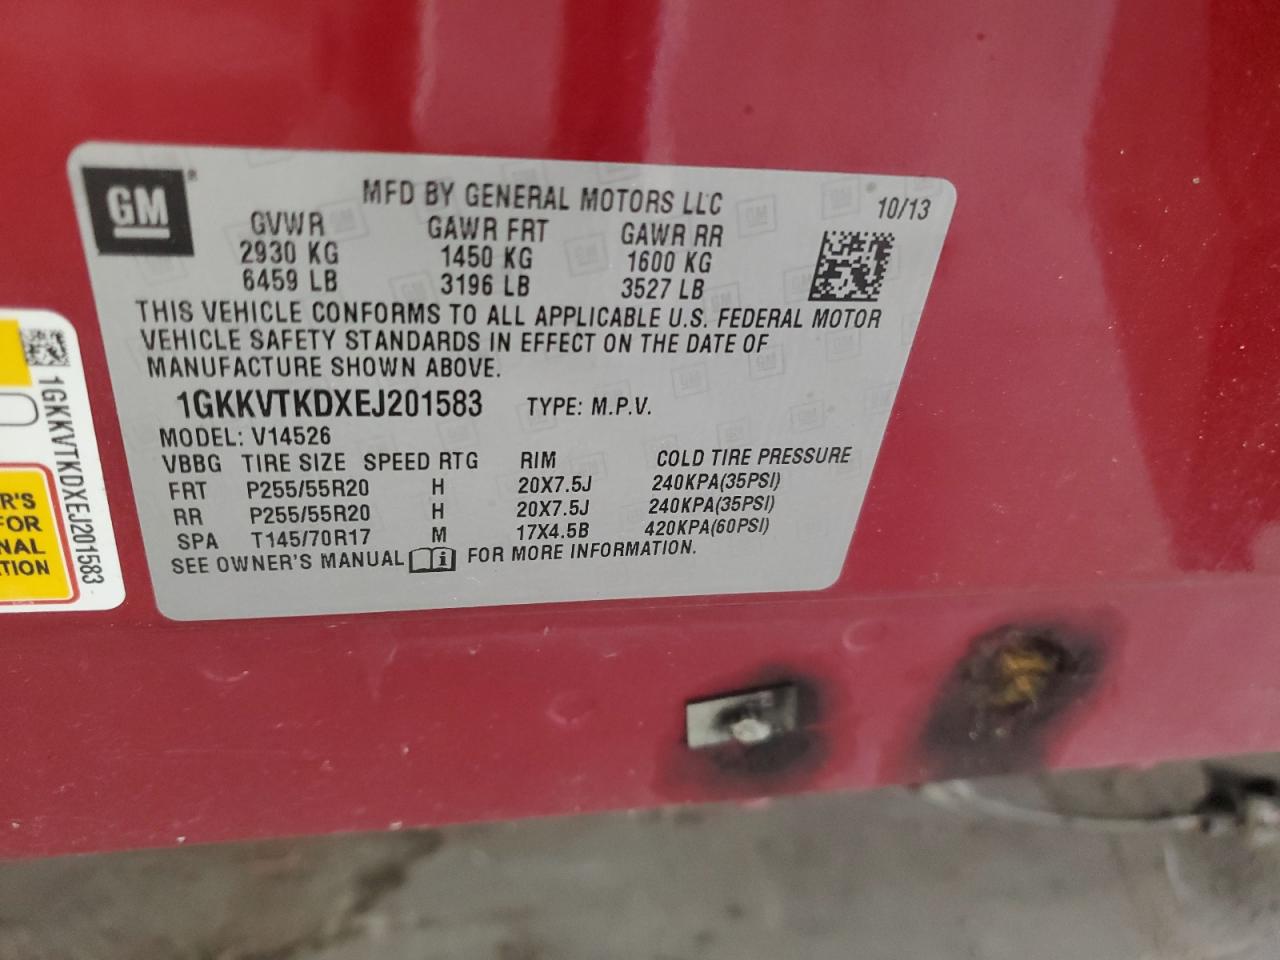 GM® MFD BY GENERAL MOTORS LLC 10/13
GVWR GAWR FRT GAWR RR
2930 KG 1450 KG 1600 KG
6459 LB 3196 LB 3527 LB
THIS VEHICLE CONFORMS TO ALL APPLICABLE U.S. FEDERAL MOTOR
VEHICLE SAFETY STANDARDS IN EFFECT ON THE DATE OF
MANUFACTURE SHOWN ABOVE.
1GKKVTKDXEJ201583 TYPE: M.P.V.
MODEL: V14526
VBBG TIRE SIZE SPEED RTG RIM COLD TIRE PRESSURE
FRT P255/55R20 H 20X7.5J 240KPA(35PSI)
RR P255/55R20 H 20X7.5J 240KPA(35PSI)
SPA T145/70R17 M 17X4.5B 420KPA(60PSI)
SEE OWNER'S MANUAL i FOR MORE INFORMATION.
1GKKVTKDXEJ201583
R'S
FOR
NAL
TION